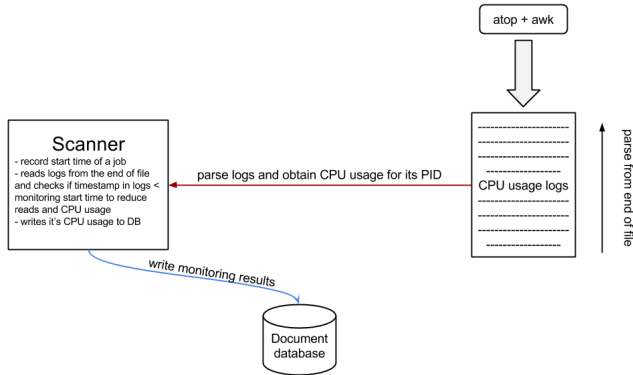 atop + awk
Scanner
- record start time of a job
- reads logs from the end of file
and checks if timestamp in logs <
monitoring start time to reduce
reads and CPU usage
- writes it's CPU usage to DB
parse logs and obtain CPU usage for its PID
CPU usage logs
parse from end of file
write monitoring results
Document
database